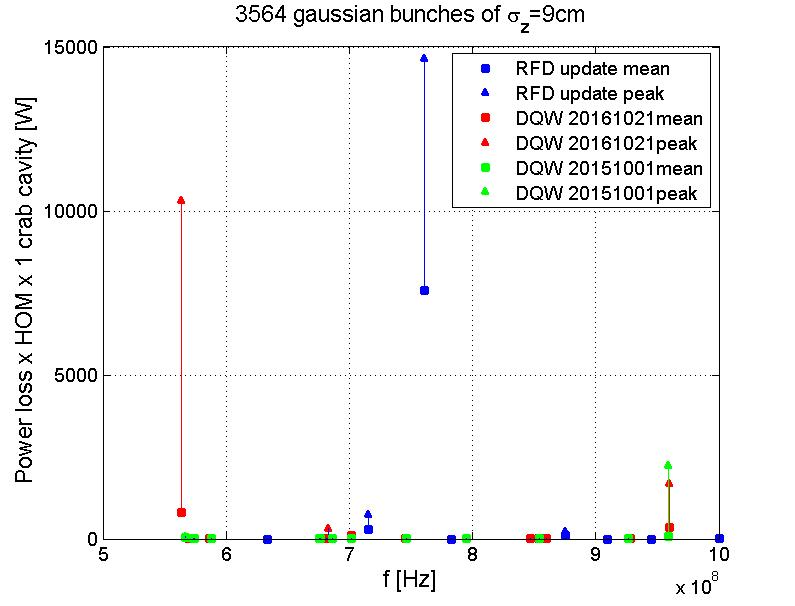 3564 gaussian bunches of σz=9cm
RFD update mean
RFD update peak
DQW 20161021mean
DQW 20161021peak
DQW 20151001mean
DQW 20151001peak
Power loss x HOM x 1 crab cavity [W]
15000
10000
5000
0
5 6 7 8 9 10
f [Hz]
x 10^8